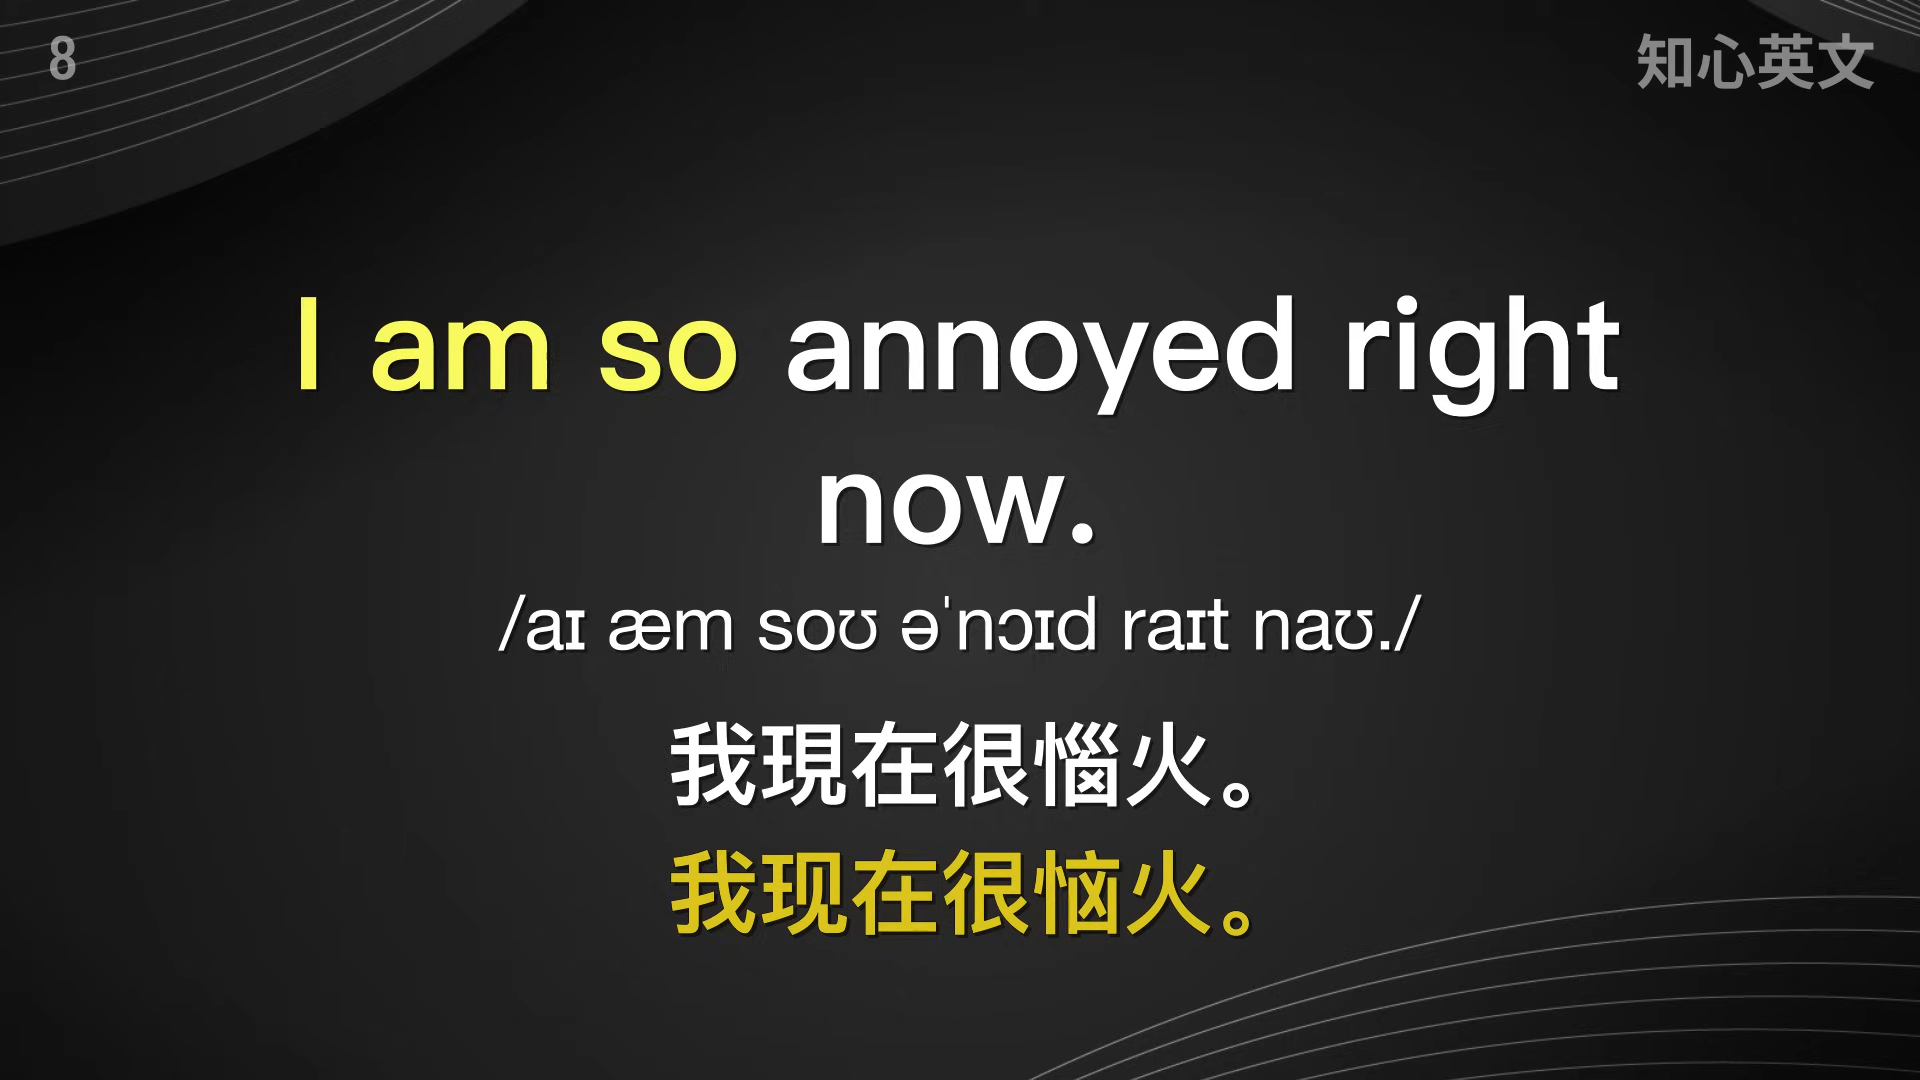 8
知心英文
I am so annoyed right
now.
/aɪ æm soʊ əˈnɔɪd raɪt naʊ./
我現在很惱火。
我现在很恼火。